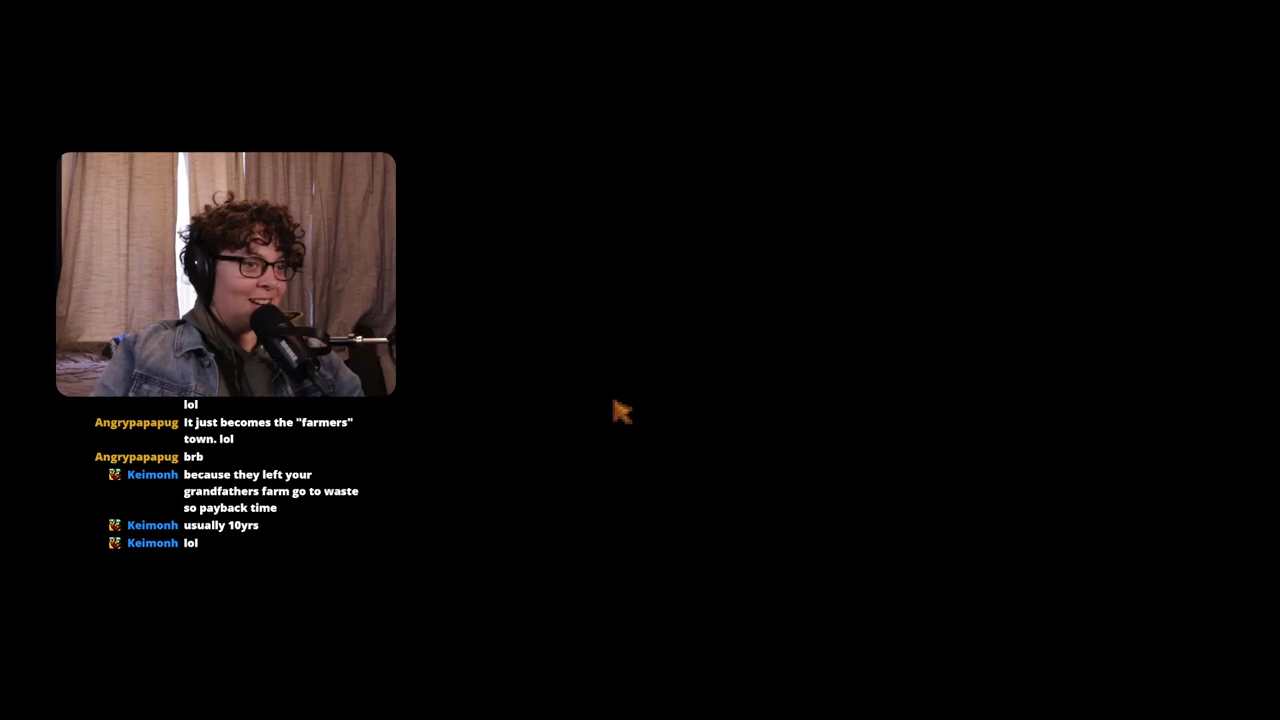 lol
Angrypapapug It just becomes the "farmers"
town. lol
Angrypapapug brb
Keimonh because they left your
grandfathers farm go to waste
so payback time
Keimonh usually 10yrs
Keimonh lol